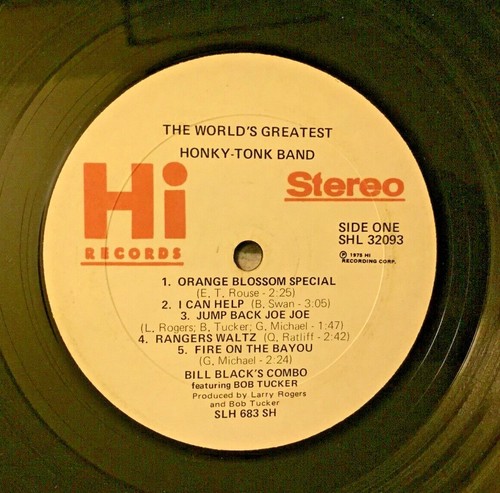 THE WORLD'S GREATEST
HONKY-TONK BAND
Hi
RECORDS
Stereo
SIDE ONE
SHL 32093
℗ 1975 HI
RECORDING CORP.
1. ORANGE BLOSSOM SPECIAL
(E, T. Rouse - 2:25)
2. I CAN HELP (B, Swan - 3:05)
3. JUMP BACK JOE JOE
(L. Rogers; B, Tucker; G, Michael - 1:47)
4. RANGERS WALTZ (Q, Ratliff - 2:42)
5. FIRE ON THE BAYOU
(G, Michael - 2:24)
BILL BLACK'S COMBO
featuring BOB TUCKER
Produced by Larry Rogers
and Bob Tucker
SLH 683 SH